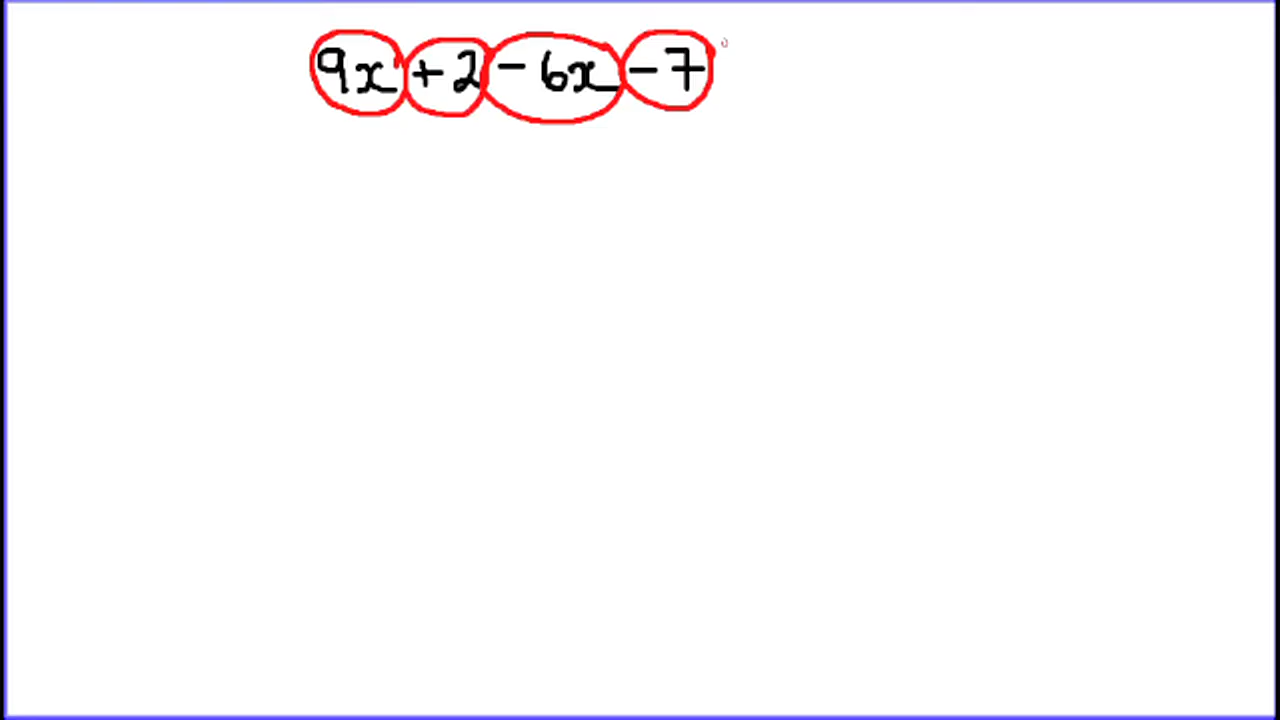 9x + 2 - 6x - 7